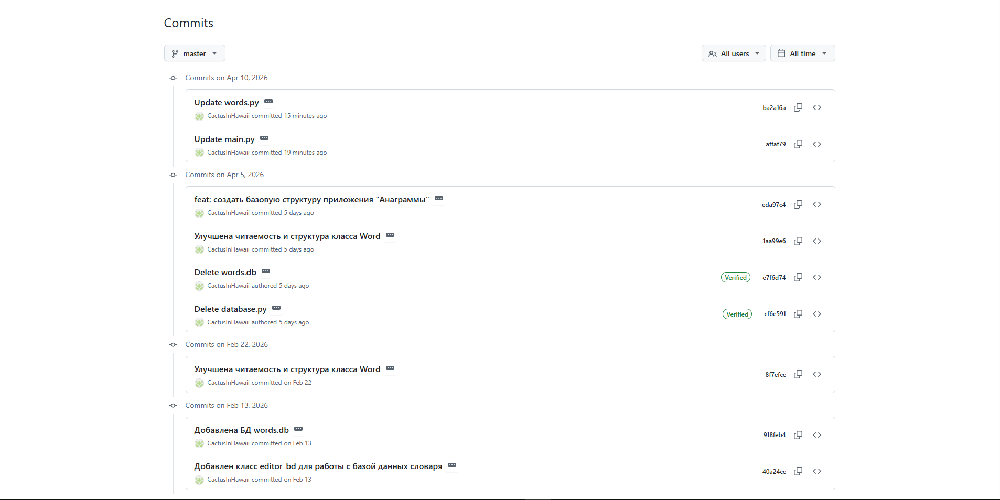 Commits
master
All users
All time
Commits on Apr 10, 2026
Update words.py
CactusInHawaii committed 15 minutes ago
ba2a16a
Update main.py
CactusInHawaii committed 19 minutes ago
affaf79
Commits on Apr 5, 2026
feat: создать базовую структуру приложения "Анаграммы"
CactusInHawaii committed 5 days ago
eda97c4
Улучшена читаемость и структура класса Word
CactusInHawaii committed 5 days ago
1aa99e6
Delete words.db
CactusInHawaii authored 5 days ago
Verified
e7f6d74
Delete database.py
CactusInHawaii authored 5 days ago
Verified
cf6e591
Commits on Feb 22, 2026
Улучшена читаемость и структура класса Word
CactusInHawaii committed on Feb 22
8f7efcc
Commits on Feb 13, 2026
Добавлена БД words.db
CactusInHawaii committed on Feb 13
918feb4
Добавлен класс editor_bd для работы с базой данных словаря
CactusInHawaii committed on Feb 13
40a24cc